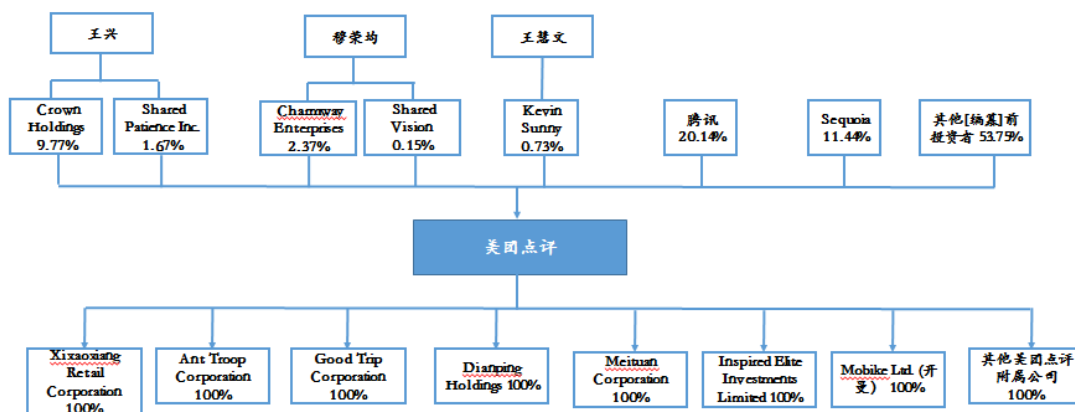 王兴
穆荣均
王慧文
Crown
Holdings
9.77%
Shared
Patience Inc.
1.67%
Charmway
Enterprises
2.37%
Shared
Vision
0.15%
Kevin
Sunny
0.73%
腾讯
20.14%
Sequoia
11.44%
其他[编纂]前
投资者 53.75%
美团点评
Xixaoxiang
Retail
Corporation
100%
Ant Troop
Corporation
100%
Good Trip
Corporation
100%
Dianping
Holdings 100%
Meituan
Corporation
100%
Inspired Elite
Investments
Limited 100%
Mobike Ltd. (开
曼） 100%
其他美团点评
附属公司
100%